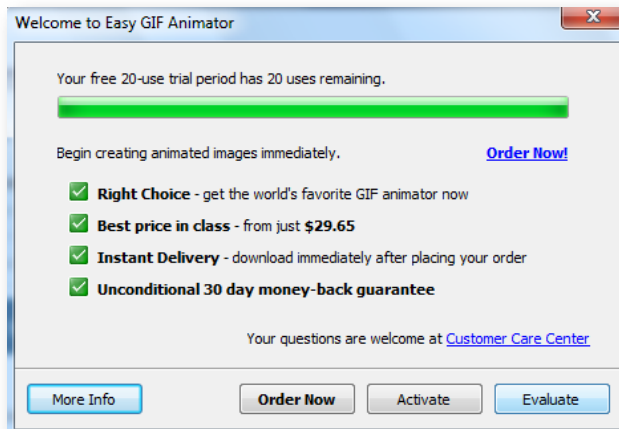 Welcome to Easy GIF Animator
Your free 20-use trial period has 20 uses remaining.
Begin creating animated images immediately. Order Now!
Right Choice - get the world's favorite GIF animator now
Best price in class - from just $29.65
Instant Delivery - download immediately after placing your order
Unconditional 30 day money-back guarantee
Your questions are welcome at Customer Care Center
More Info Order Now Activate Evaluate